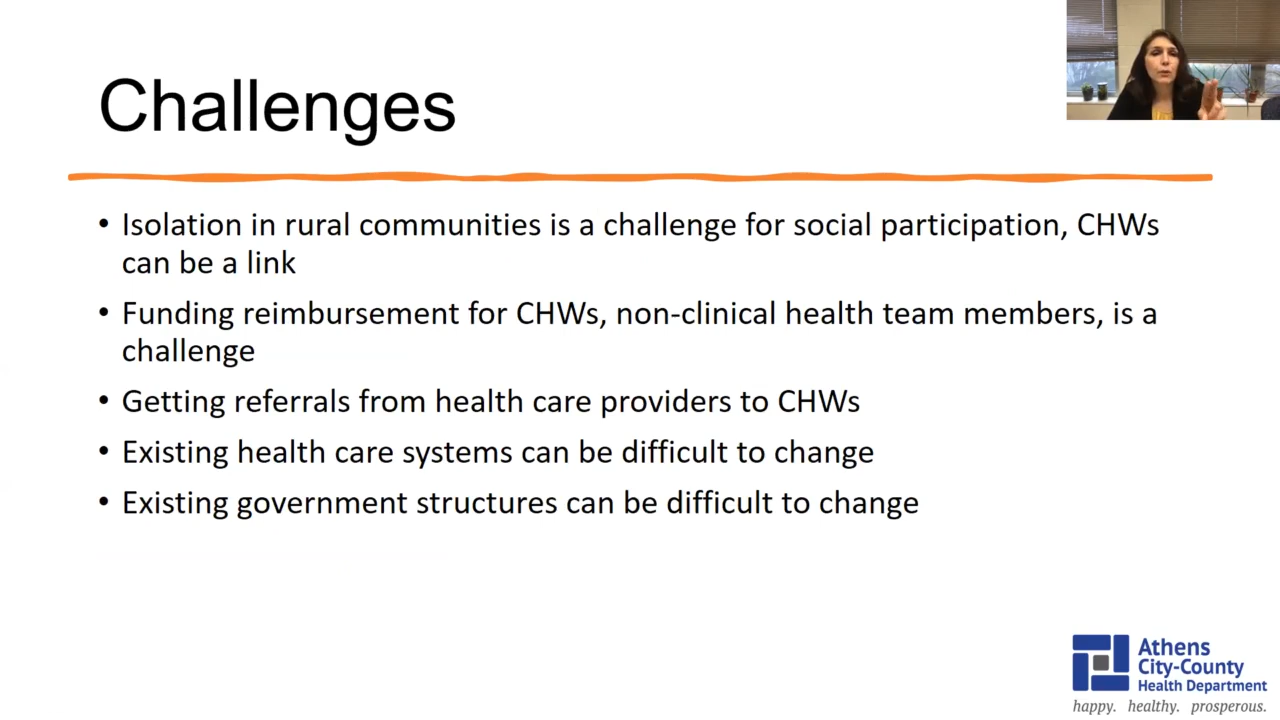 Challenges
• Isolation in rural communities is a challenge for social participation, CHWs
can be a link
• Funding reimbursement for CHWs, non-clinical health team members, is a
challenge
• Getting referrals from health care providers to CHWs
• Existing health care systems can be difficult to change
• Existing government structures can be difficult to change
Athens
City-County
Health Department
happy. healthy. prosperous.